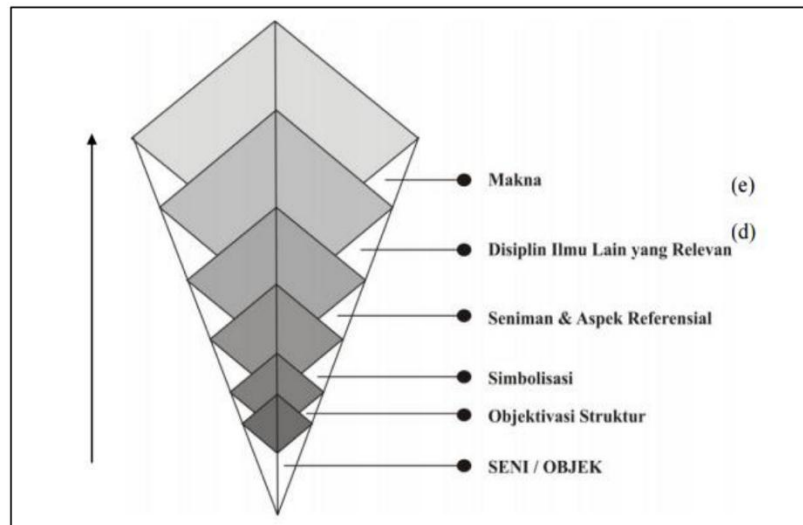 Makna (e)
(d)
Disiplin Ilmu Lain yang Relevan
Seniman & Aspek Referensial
Simbolisasi
Objektivasi Struktur
SENI / OBJEK